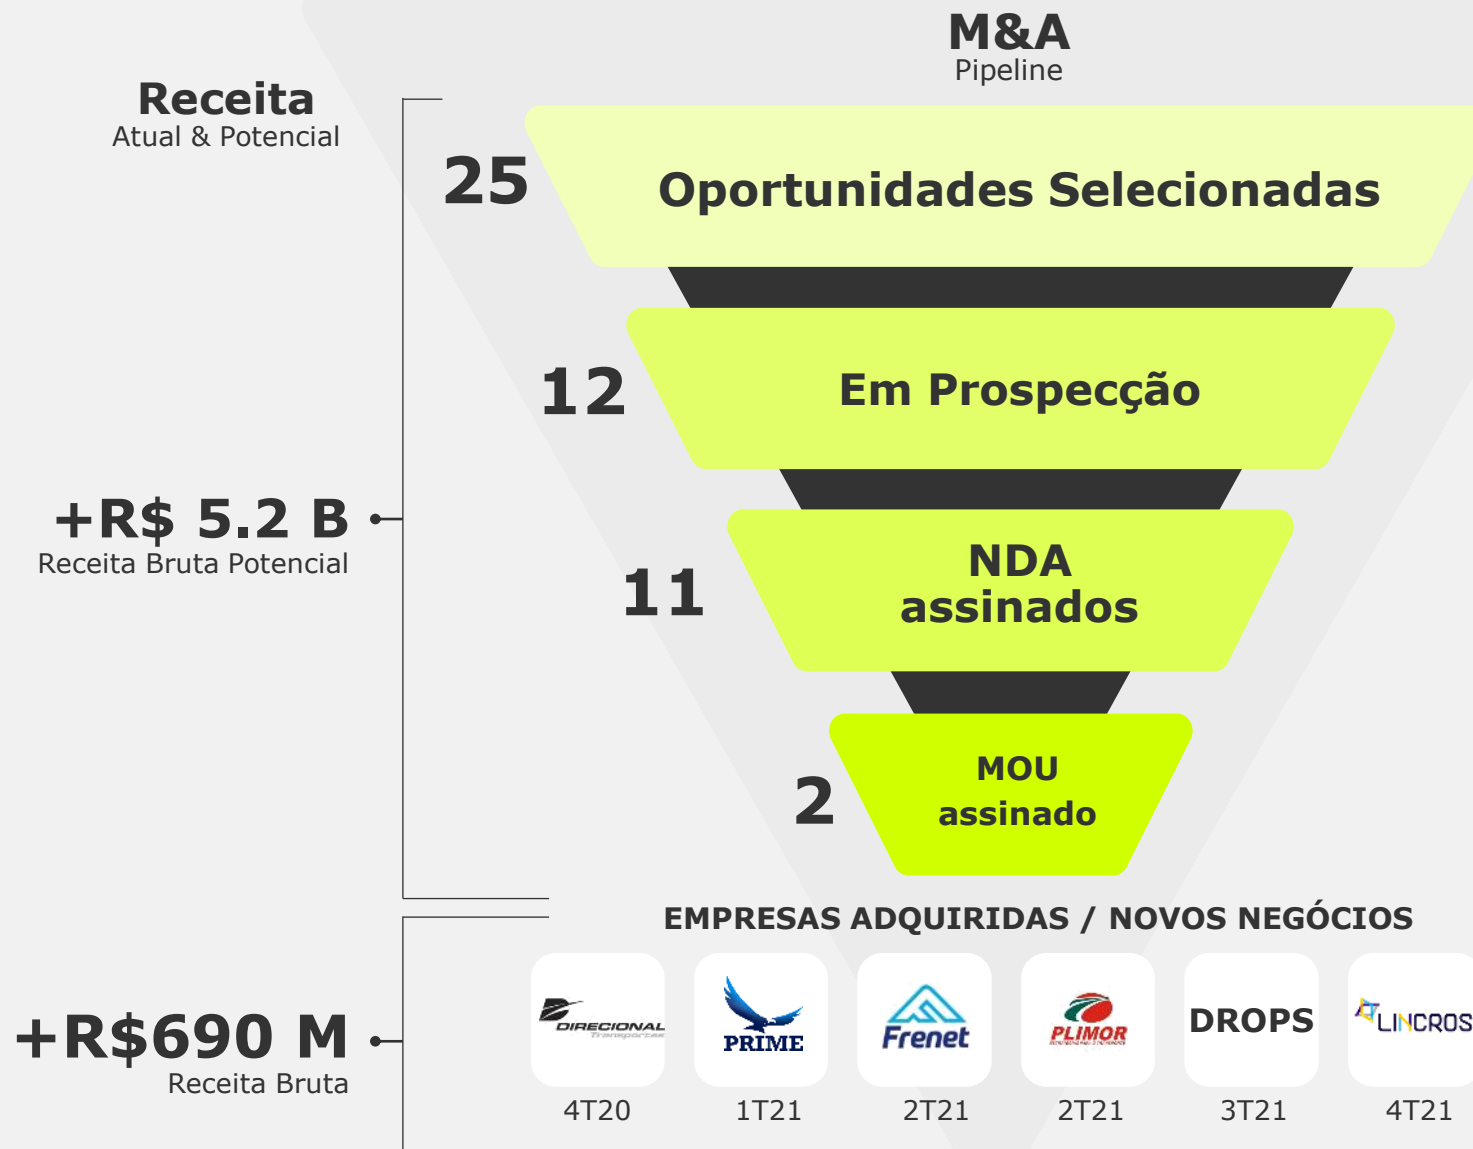 M&A
Pipeline
Receita
Atual & Potencial
25
Oportunidades Selecionadas
12
Em Prospecção
+R$ 5.2 B
Receita Bruta Potencial
11
NDA
assinados
2
MOU
assinado
EMPRESAS ADQUIRIDAS / NOVOS NEGÓCIOS
+R$690 M
Receita Bruta
DIRECIONAL
Transportes
PRIME
Frenet
PLIMOR
DROPS
LINCROS
4T20
1T21
2T21
2T21
3T21
4T21